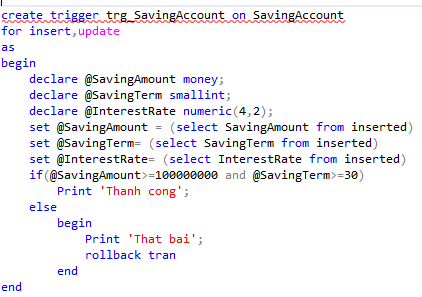 create trigger trg_SavingAccount on SavingAccount
for insert,update
as
begin
    declare @SavingAmount money;
    declare @SavingTerm smallint;
    declare @InterestRate numeric(4,2);
    set @SavingAmount = (select SavingAmount from inserted)
    set @SavingTerm= (select SavingTerm from inserted)
    set @InterestRate= (select InterestRate from inserted)
    if(@SavingAmount>=100000000 and @SavingTerm>=30)
        Print 'Thanh cong';
    else
        begin
            Print 'That bai';
            rollback tran
        end
end